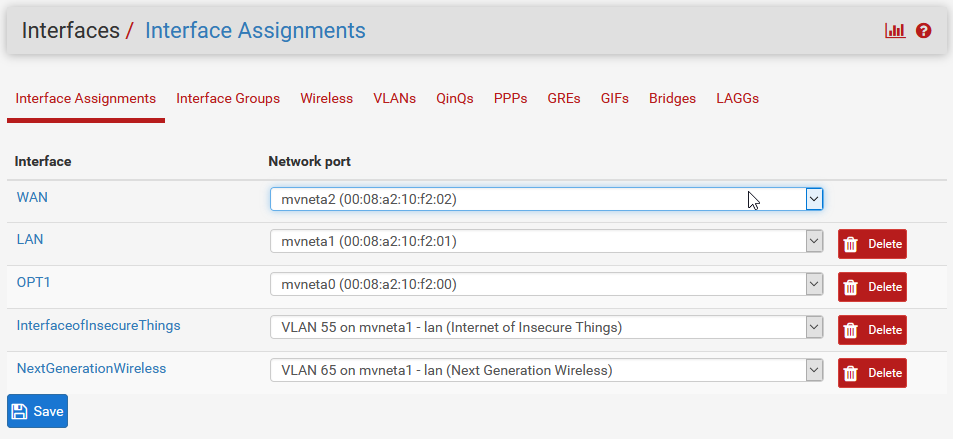 Interfaces / Interface Assignments
Interface Assignments Interface Groups Wireless VLANs QinQs PPPs GREs GIFs Bridges LAGGs
Interface Network port
WAN mvneta2 (00:08:a2:10:f2:02)
LAN mvneta1 (00:08:a2:10:f2:01) Delete
OPT1 mvneta0 (00:08:a2:10:f2:00) Delete
InterfaceofInsecureThings VLAN 55 on mvneta1 - lan (Internet of Insecure Things) Delete
NextGenerationWireless VLAN 65 on mvneta1 - lan (Next Generation Wireless) Delete
Save